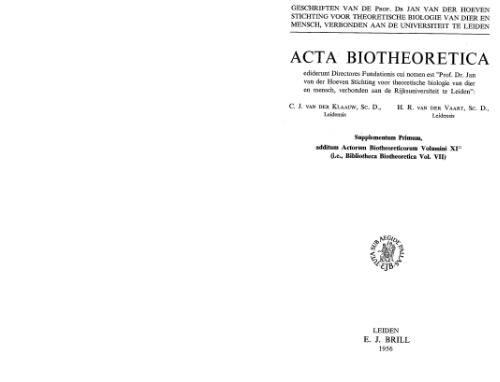 GESCHRIFTEN VAN DE PROF. DR JAN VAN DER HOEVEN
STICHTING VOOR THEORETISCHE BIOLOGIE VAN DIER EN
MENSCH, VERBONDEN AAN DE UNIVERSITEIT TE LEIDEN
ACTA BIOTHEORETICA
ediderunt Directores Fundationis cui nomen est "Prof. Dr. Jan
van der Hoeven Stichting voor theoretische biologie van dier
en mensch, verbonden aan de Rijksuniversiteit te Leiden":
C. J. VAN DER KLAAUW, SC. D., H. R. VAN DER VAART, SC. D.,
Leidensis Leidensis
Supplementum Primum,
additum Actorum Biotheoreticorum Volumini XI
(i.e., Bibliotheca Biotheoretica Vol. VII)
TUTA SUB AEGIDE PALLAS
EJB
LEIDEN
E. J. BRILL
1956